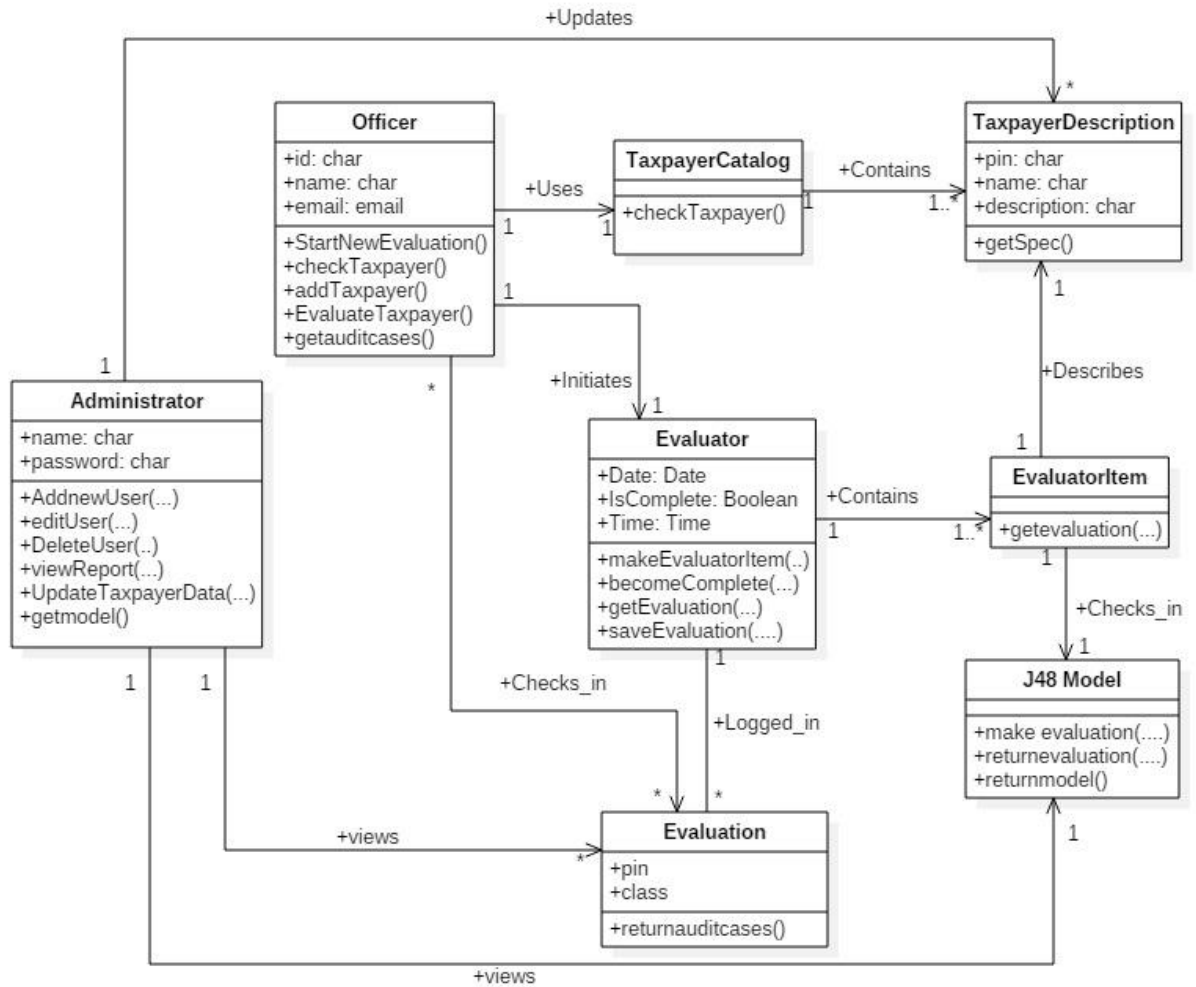 +Updates
*
Officer
+id: char
+name: char
+email: email
+StartNewEvaluation()
+checkTaxpayer()
+addTaxpayer()
+EvaluateTaxpayer()
+getauditcases()
+Uses
1
1
TaxpayerCatalog
+checkTaxpayer()
+Contains
1
1..*
TaxpayerDescription
+pin: char
+name: char
+description: char
+getSpec()
1
1
+Initiates
1
*
1
Administrator
+name: char
+password: char
+AddnewUser(...)
+editUser(...)
+DeleteUser(..)
+viewReport(...)
+UpdateTaxpayerData(...)
+getmodel()
Evaluator
+Date: Date
+IsComplete: Boolean
+Time: Time
+makeEvaluatorItem(..)
+becomeComplete(...)
+getEvaluation(...)
+saveEvaluation(....)
+Contains
1
1..*
+Describes
1
EvaluatorItem
+getevaluation(...)
1
+Checks_in
1
J48 Model
+make evaluation(....)
+returnevaluation(....)
+returnmodel()
1
1
1
+Checks_in
1
+Logged_in
*
*
+views
*
Evaluation
+pin
+class
+returnauditcases()
+views